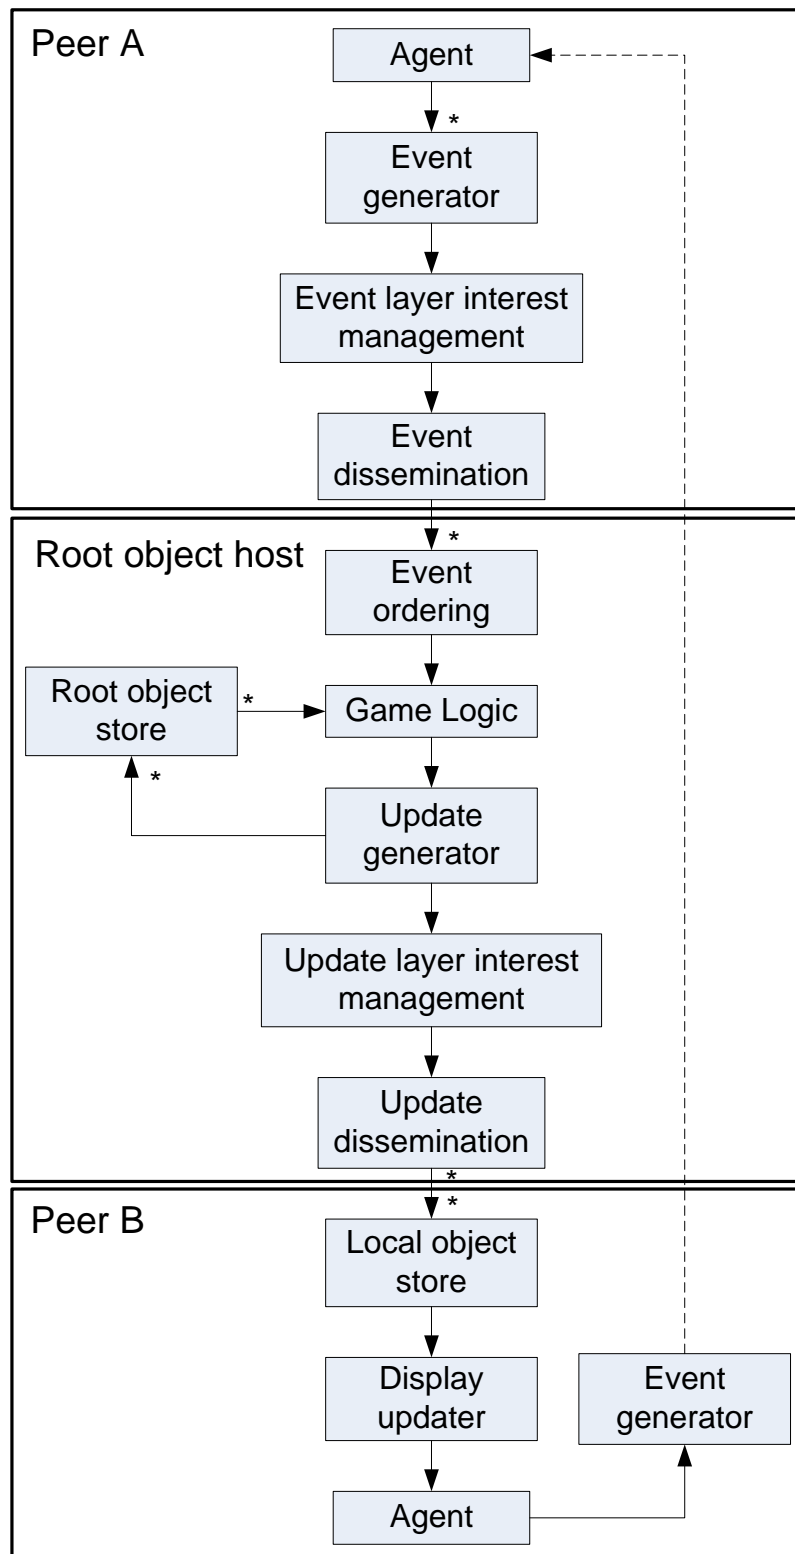 Peer A
Agent
*
Event
generator
Event layer interest
management
Event
dissemination
Root object host
*
Event
ordering
Root object
store
*
Game Logic
*
Update
generator
Update layer interest
management
Update
dissemination
*
Peer B
*
Local object
store
Display
updater
Event
generator
Agent